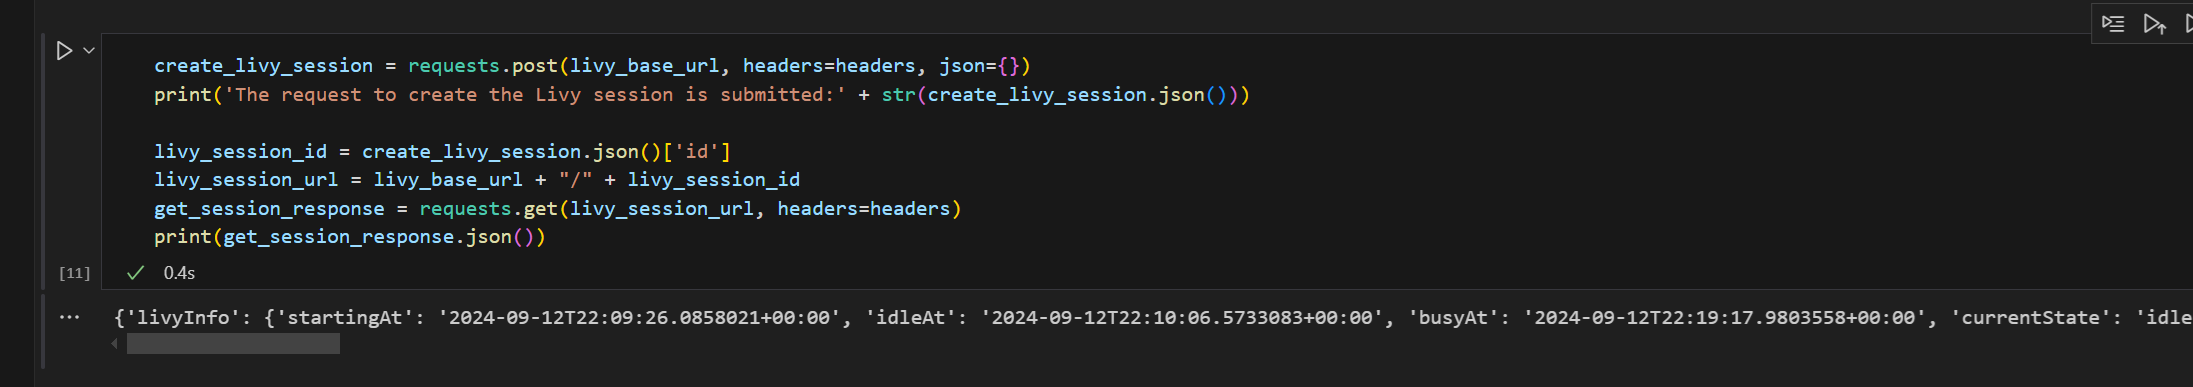 create_livy_session = requests.post(livy_base_url, headers=headers, json={})
print('The request to create the Livy session is submitted:' + str(create_livy_session.json()))
livy_session_id = create_livy_session.json()['id']
livy_session_url = livy_base_url + "/" + livy_session_id
get_session_response = requests.get(livy_session_url, headers=headers)
print(get_session_response.json())
[11] 0.4s
{'livyInfo': {'startingAt': '2024-09-12T22:09:26.0858021+00:00', 'idleAt': '2024-09-12T22:10:06.5733083+00:00', 'busyAt': '2024-09-12T22:19:17.9803558+00:00', 'currentState': 'idle